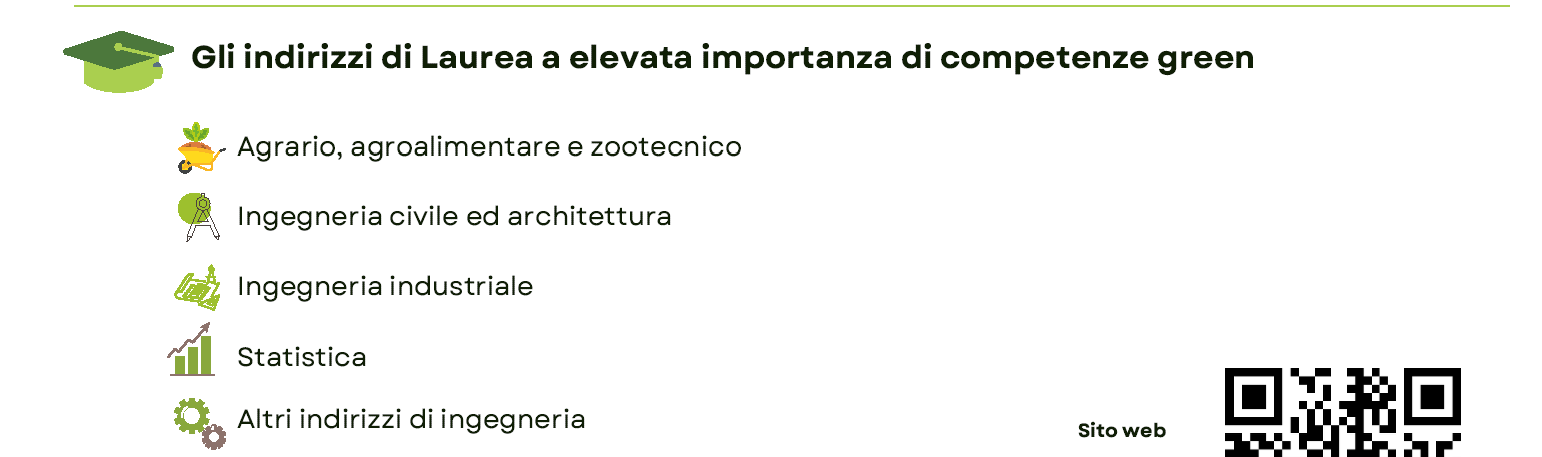 Gli indirizzi di Laurea a elevata importanza di competenze green
Agrario, agroalimentare e zootecnico
Ingegneria civile ed architettura
Ingegneria industriale
Statistica
Altri indirizzi di ingegneria
Sito web